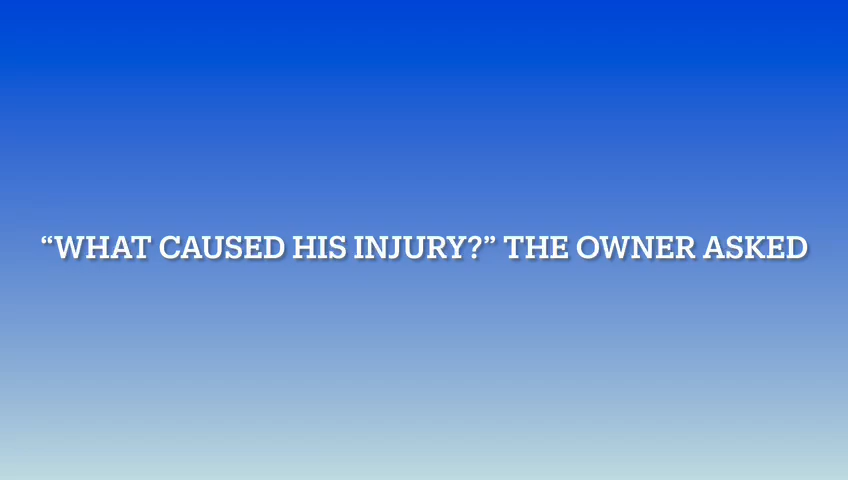 “WHAT CAUSED HIS INJURY?” THE OWNER ASKED